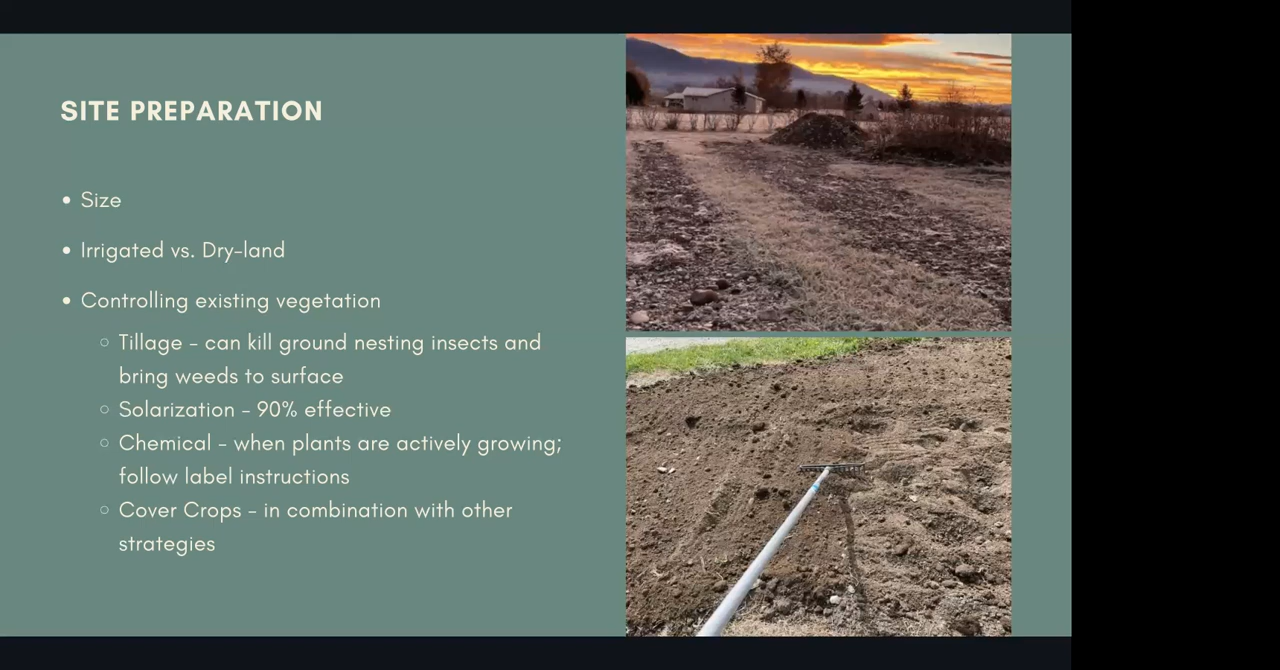 SITE PREPARATION
• Size
• Irrigated vs. Dry-land
• Controlling existing vegetation
○ Tillage - can kill ground nesting insects and
bring weeds to surface
○ Solarization - 90% effective
○ Chemical - when plants are actively growing;
follow label instructions
○ Cover Crops - in combination with other
strategies